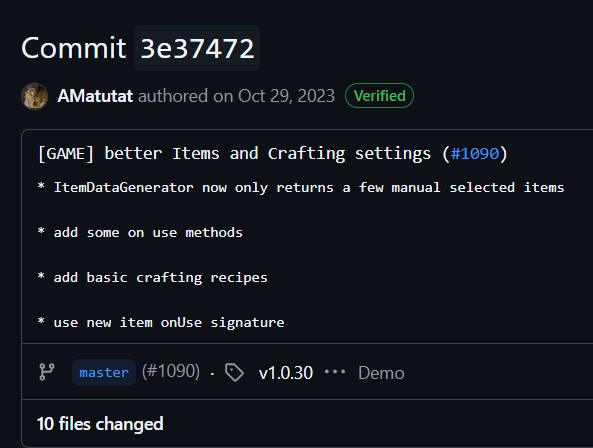 Commit 3e37472
AMatutat authored on Oct 29, 2023 Verified
[GAME] better Items and Crafting settings (#1090)
* ItemDataGenerator now only returns a few manual selected items
* add some on use methods
* add basic crafting recipes
* use new item onUse signature
master (#1090) · v1.0.30 ··· Demo
10 files changed